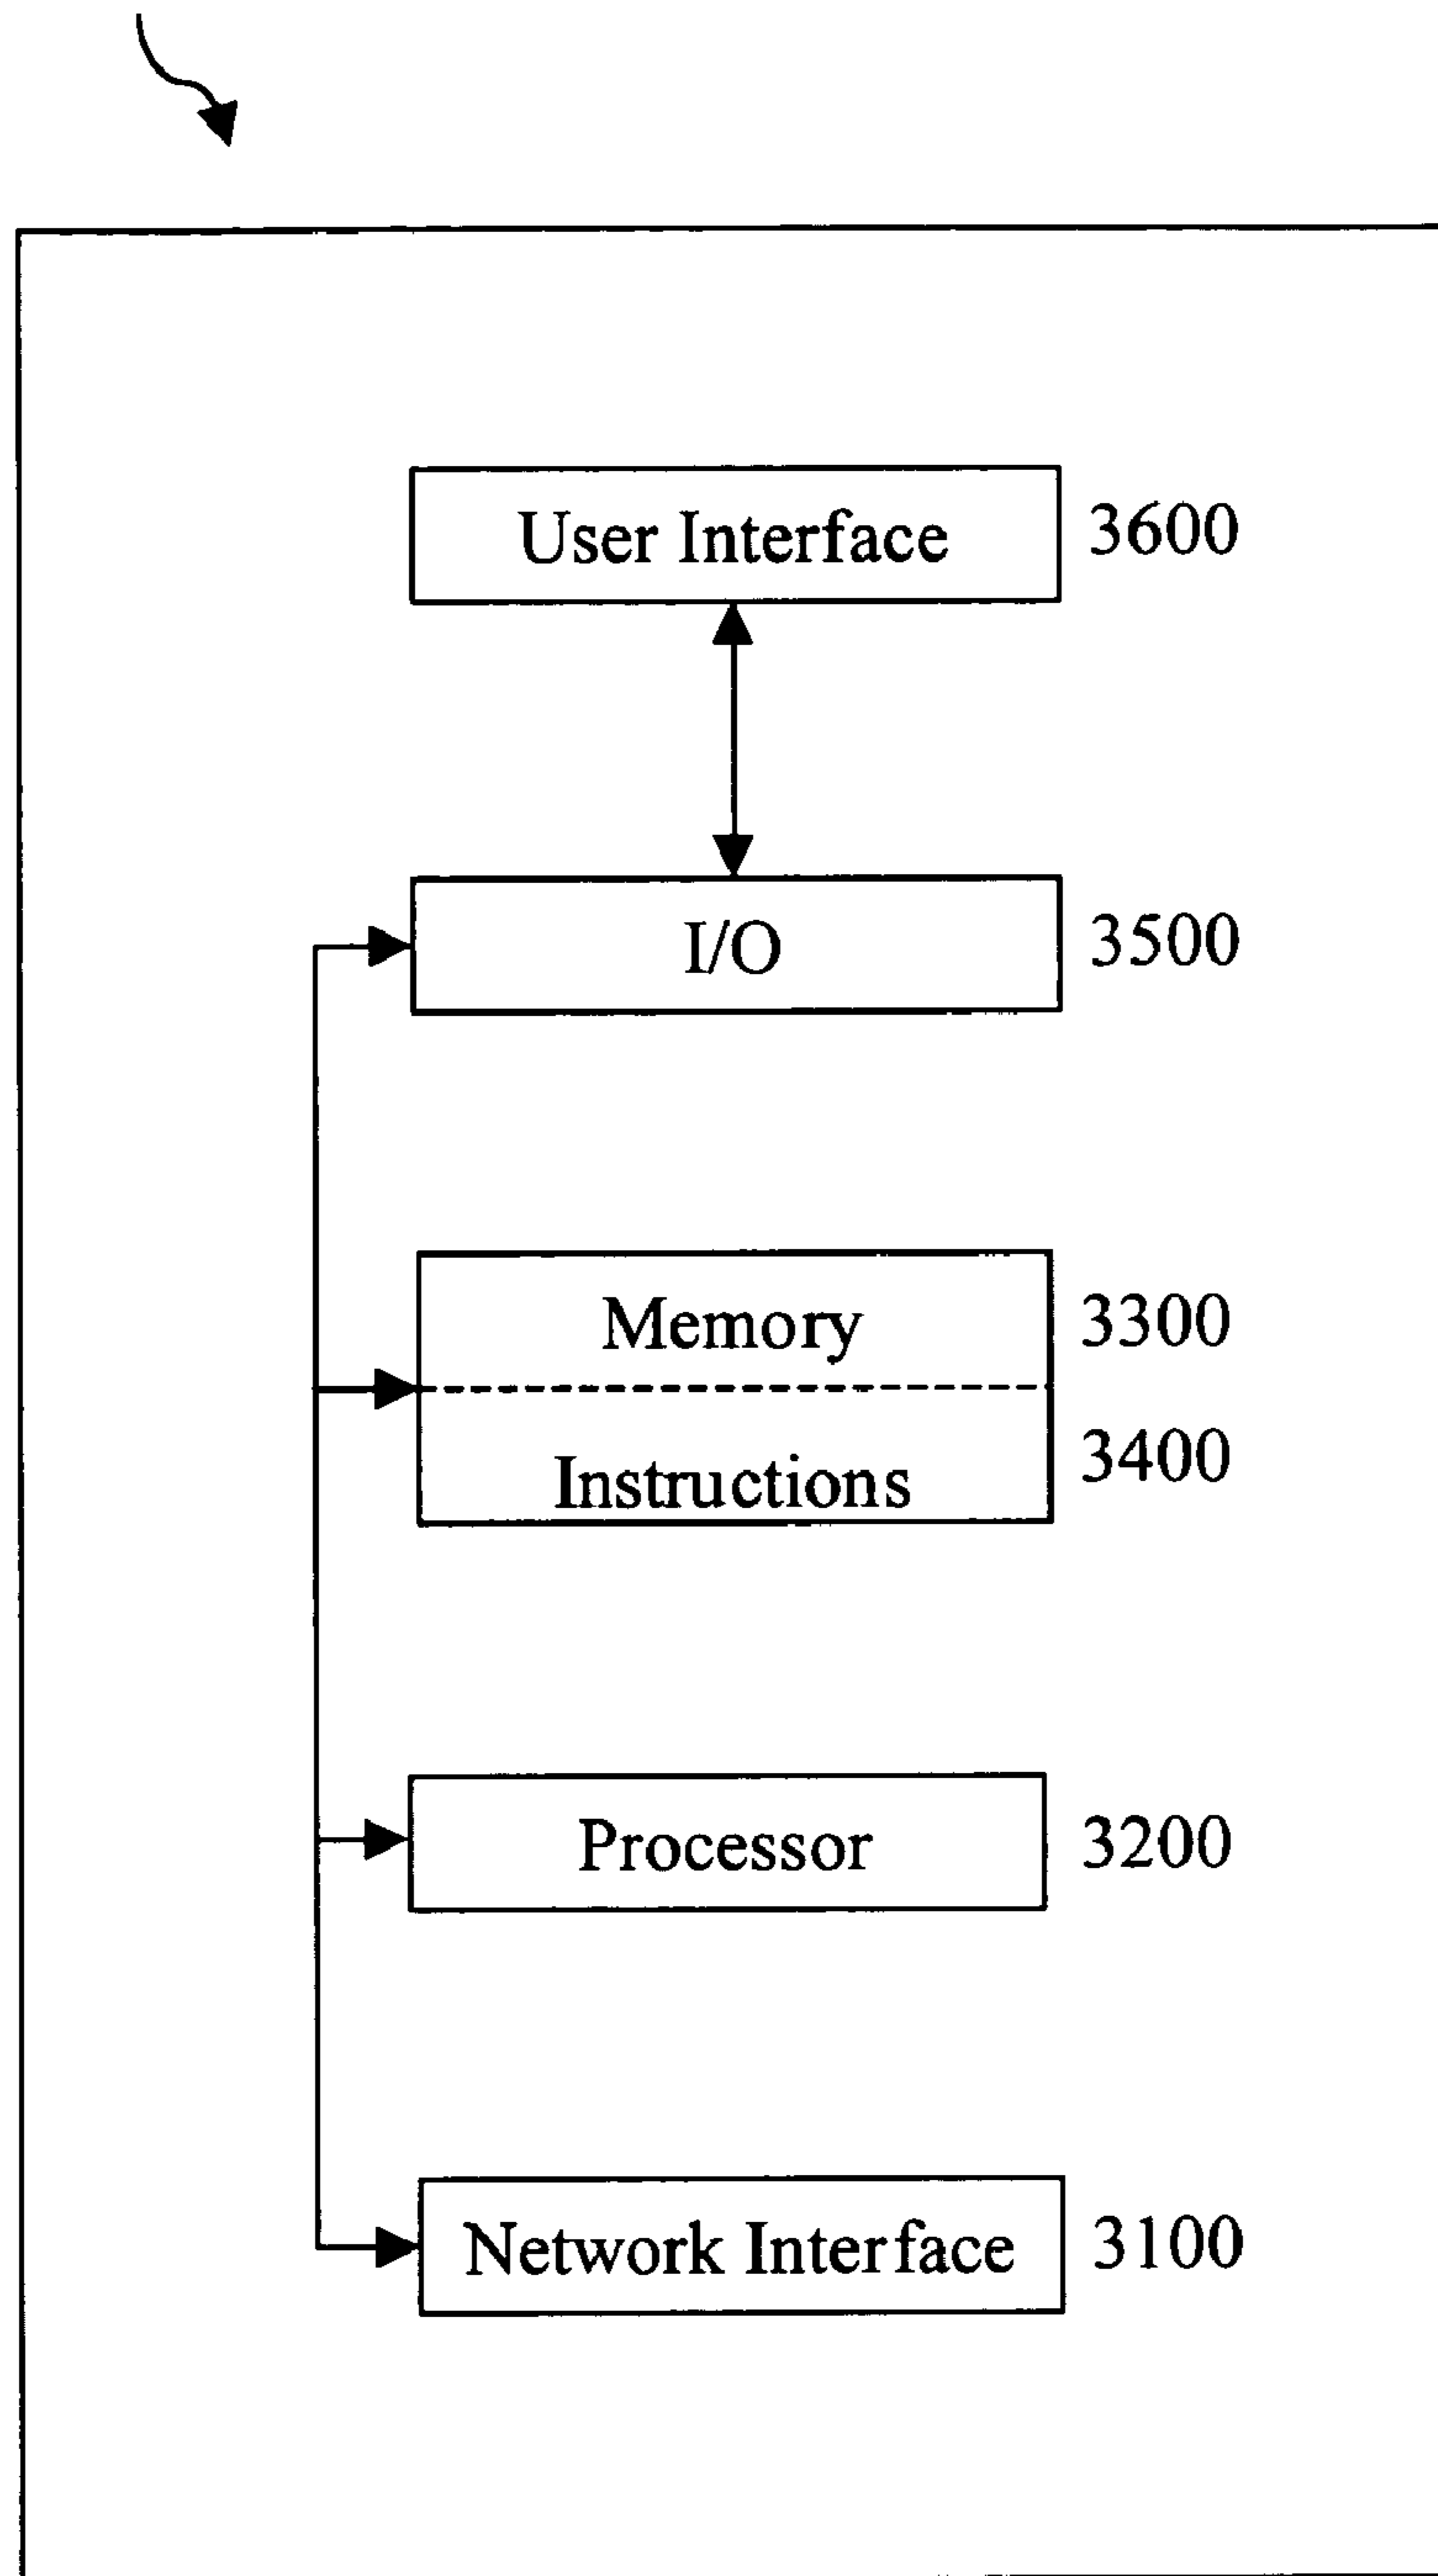 User Interface 3600
I/O 3500
Memory 3300
Instructions 3400
Processor 3200
Network Interface 3100